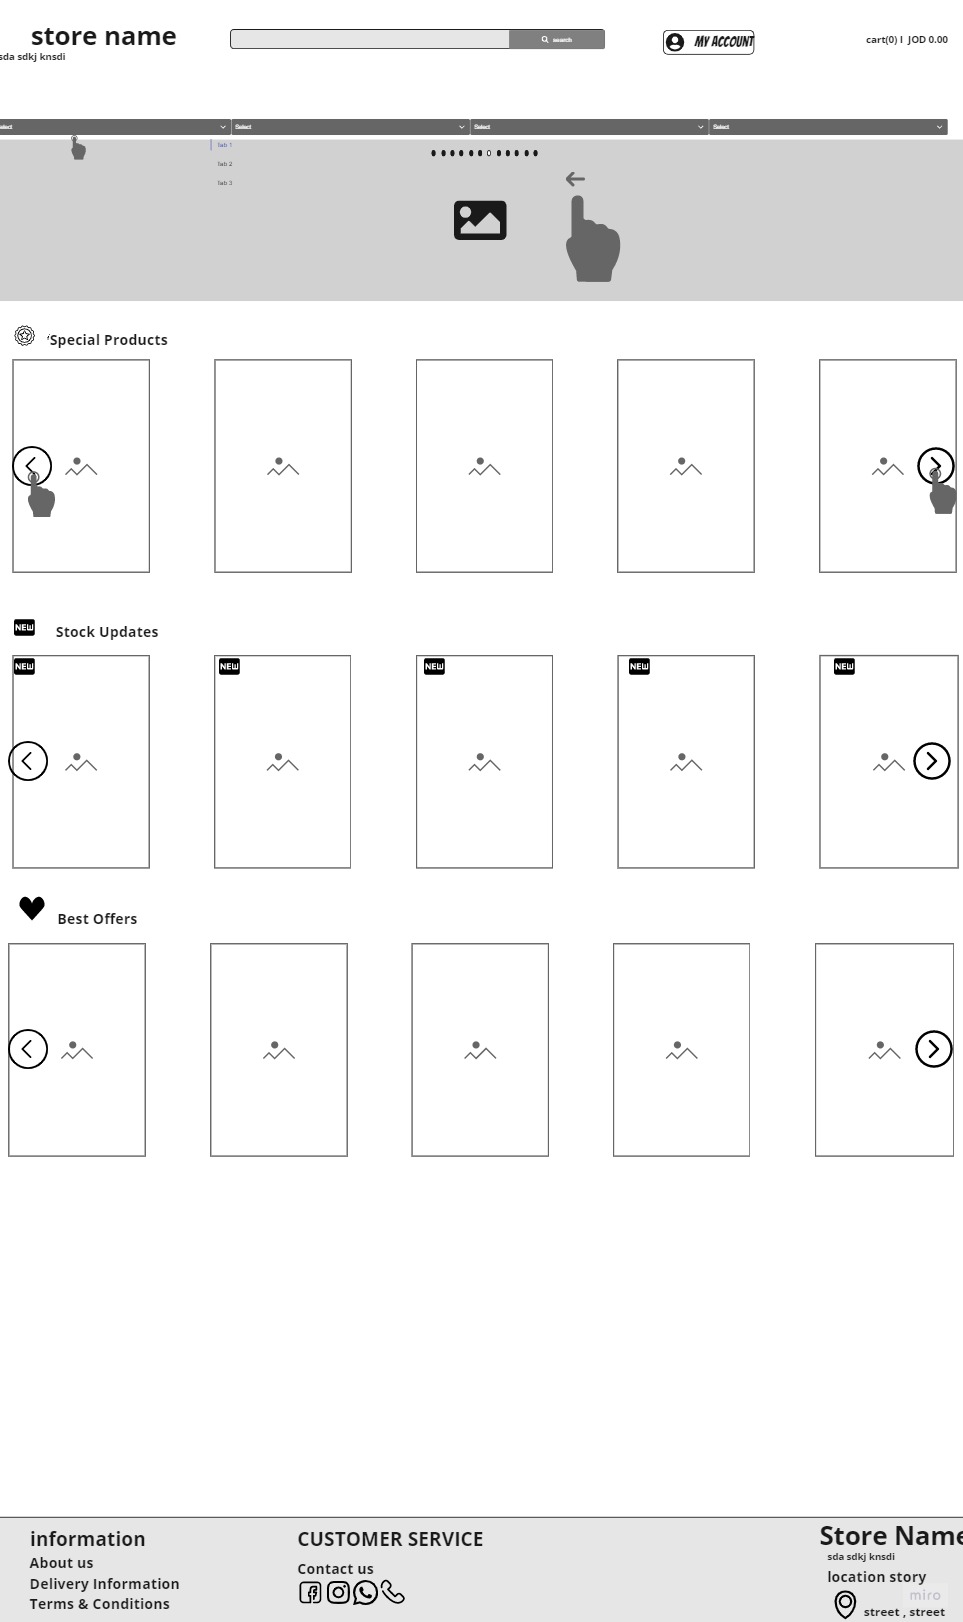 store name
sda sdkj knsdi
search
MY ACCOUNT
cart(0) I JOD 0.00
Select
Select
Select
Select
Tab 1
Tab 2
Tab 3
'Special Products
NEW
Stock Updates
NEW
NEW
NEW
NEW
NEW
Best Offers
information
About us
Delivery Information
Terms & Conditions
CUSTOMER SERVICE
Contact us
Store Name
sda sdkj knsdi
location story
street , street
miro